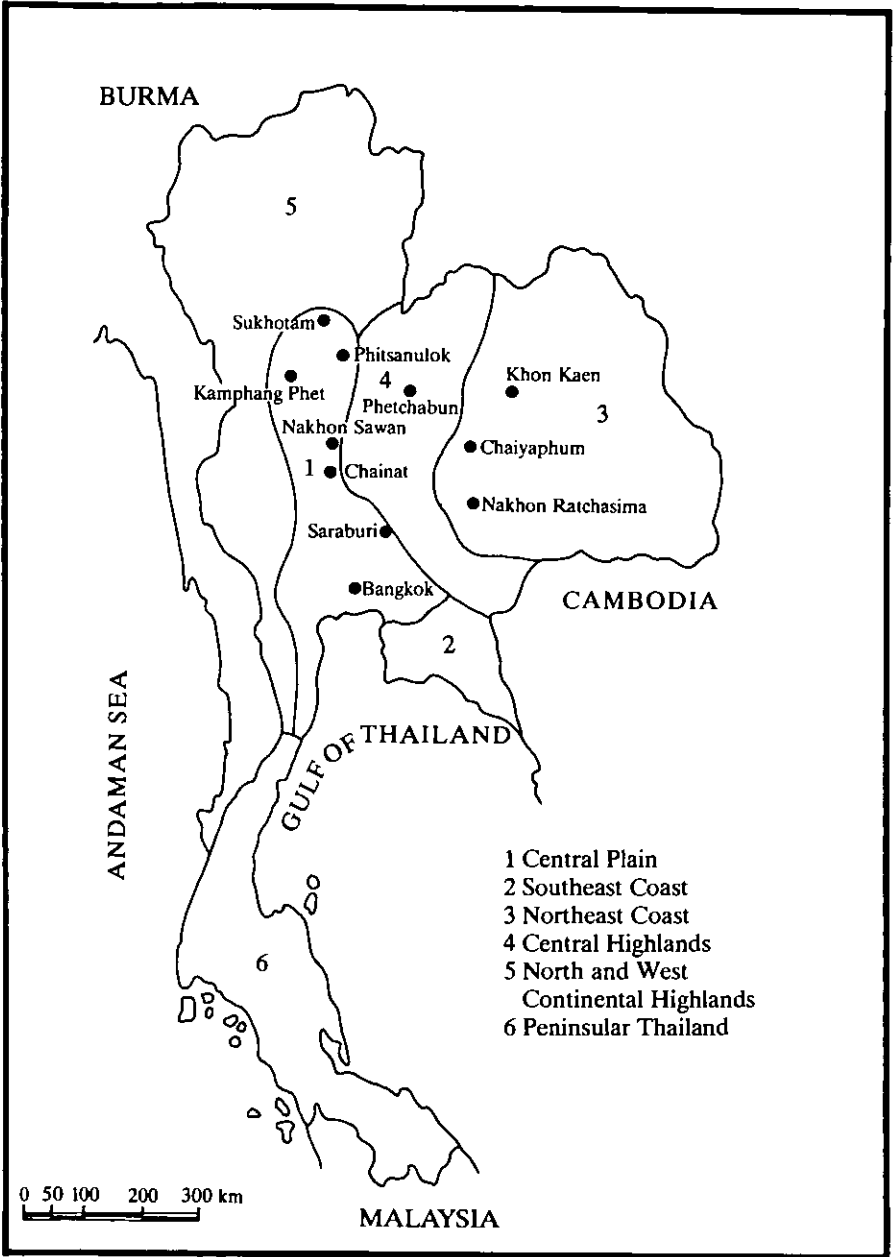 BURMA
5
Sukhotam
Phitsanulok
Kamphang Phet
4
Phetchabun
Khon Kaen
3
Nakhon Sawan
1
Chainat
Chaiyaphum
Nakhon Ratchasima
Saraburi
Bangkok
CAMBODIA
2
ANDAMAN SEA
GULF OF THAILAND
1 Central Plain
2 Southeast Coast
3 Northeast Coast
4 Central Highlands
5 North and West
Continental Highlands
6 Peninsular Thailand
6
0 50 100 200 300 km
MALAYSIA